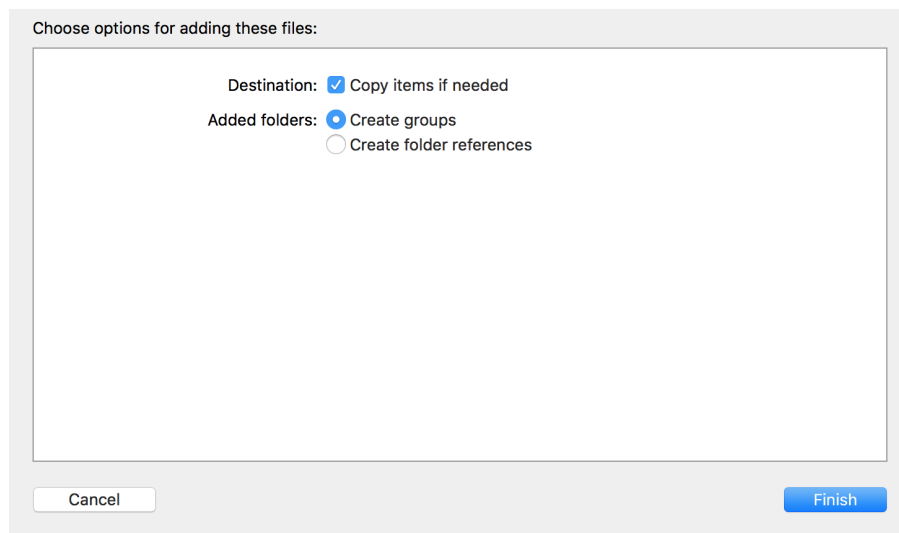 Choose options for adding these files:
Destination: Copy items if needed
Added folders: Create groups
Create folder references
Cancel Finish